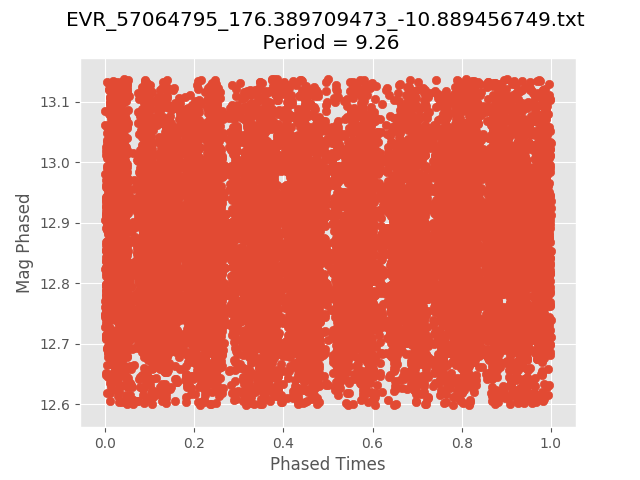 EVR_57064795_176.389709473_-10.889456749.txt
Period = 9.26
13.1
13.0
12.9
12.8
12.7
12.6
Mag Phased
0.0 0.2 0.4 0.6 0.8 1.0
Phased Times